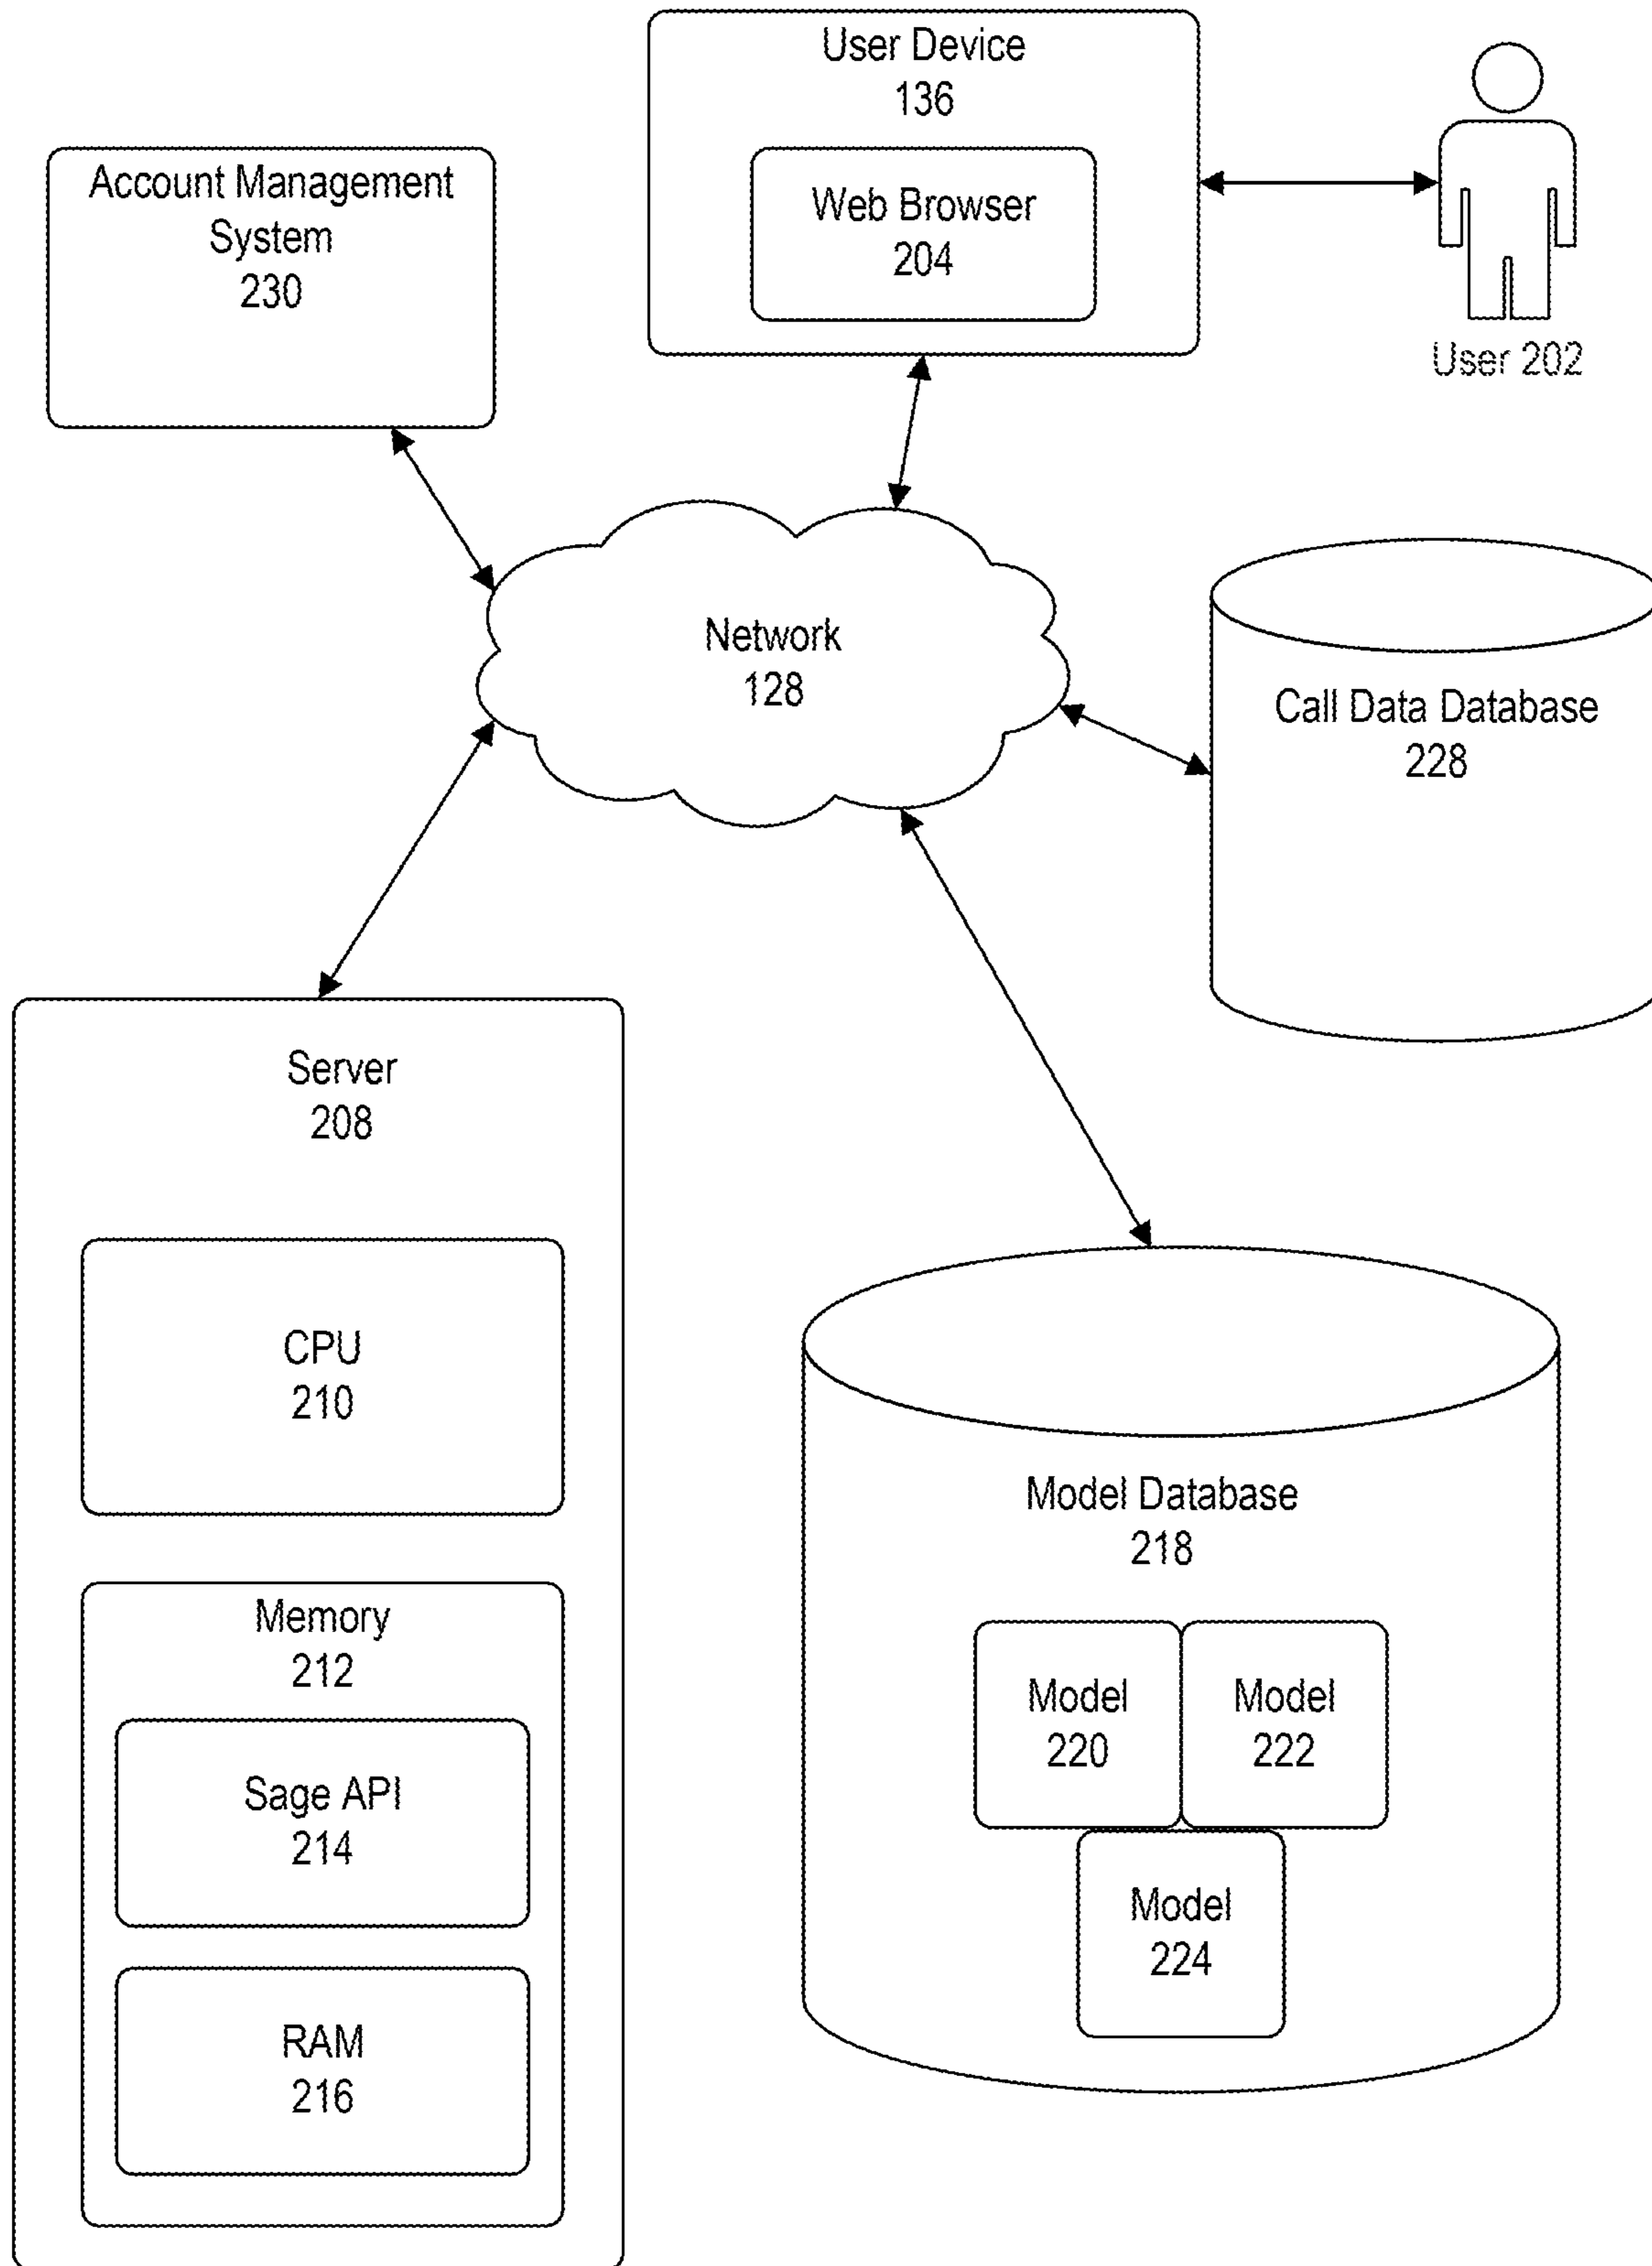 User Device
136
Web Browser
204
User 202
Account Management
System
230
Network
128
Call Data Database
228
Server
208
CPU
210
Memory
212
Sage API
214
RAM
216
Model Database
218
Model
220
Model
222
Model
224